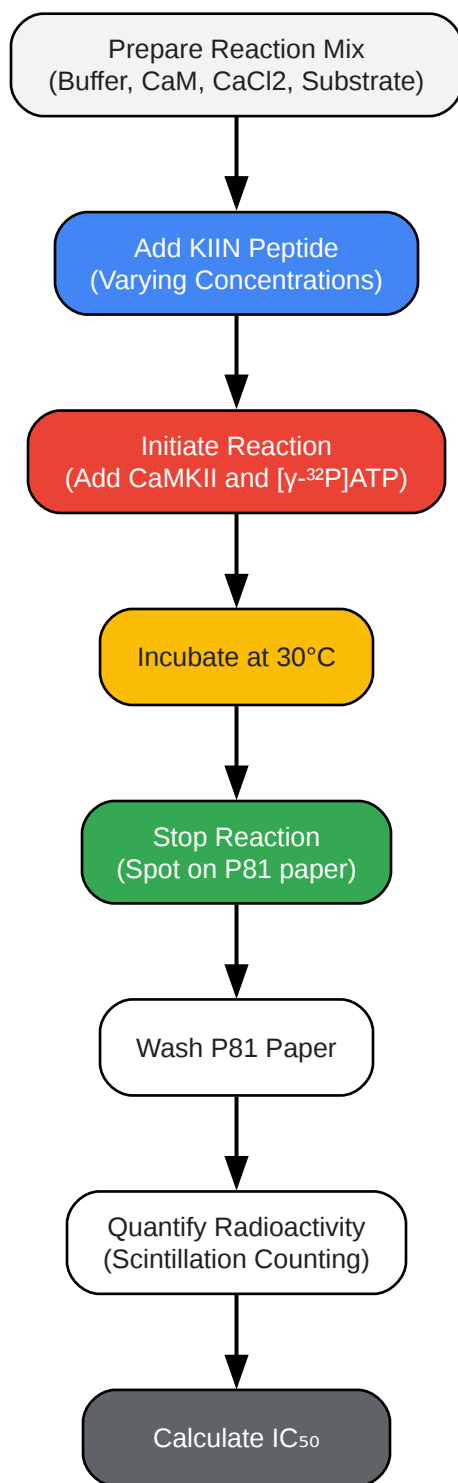 Prepare Reaction Mix
(Buffer, CaM, CaCl2, Substrate)
Add KIIN Peptide
(Varying Concentrations)
Initiate Reaction
(Add CaMKII and [γ-³²P]ATP)
Incubate at 30°C
Stop Reaction
(Spot on P81 paper)
Wash P81 Paper
Quantify Radioactivity
(Scintillation Counting)
Calculate IC₅₀